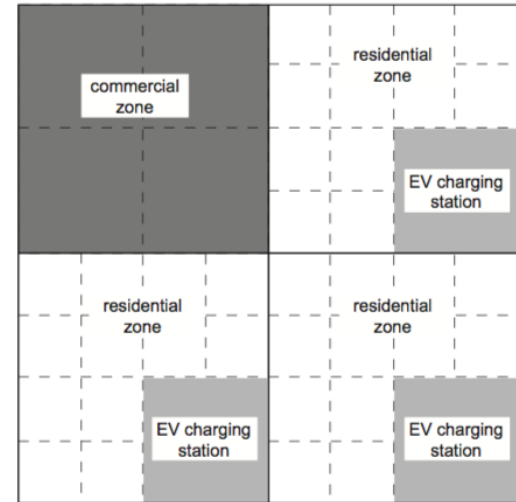 commercial
zone
residential
zone
EV charging
station
residential
zone
EV charging
station
residential
zone
EV charging
station